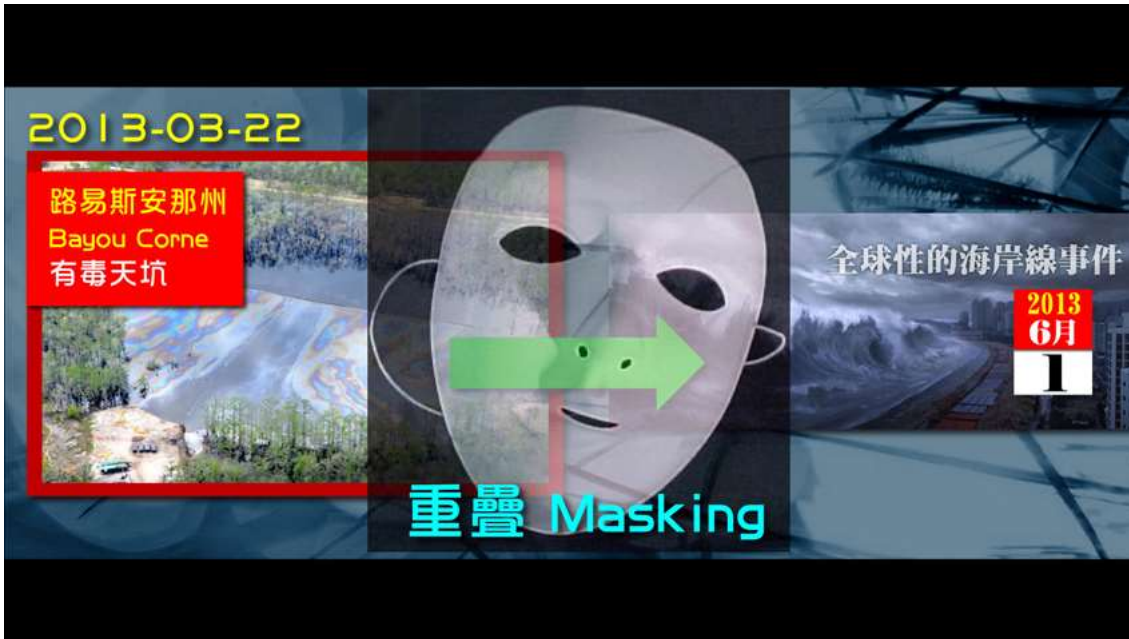 2013-03-22
路易斯安那州
Bayou Corne
有毒天坑
全球性的海岸線事件
2013
6月
1
重疊 Masking